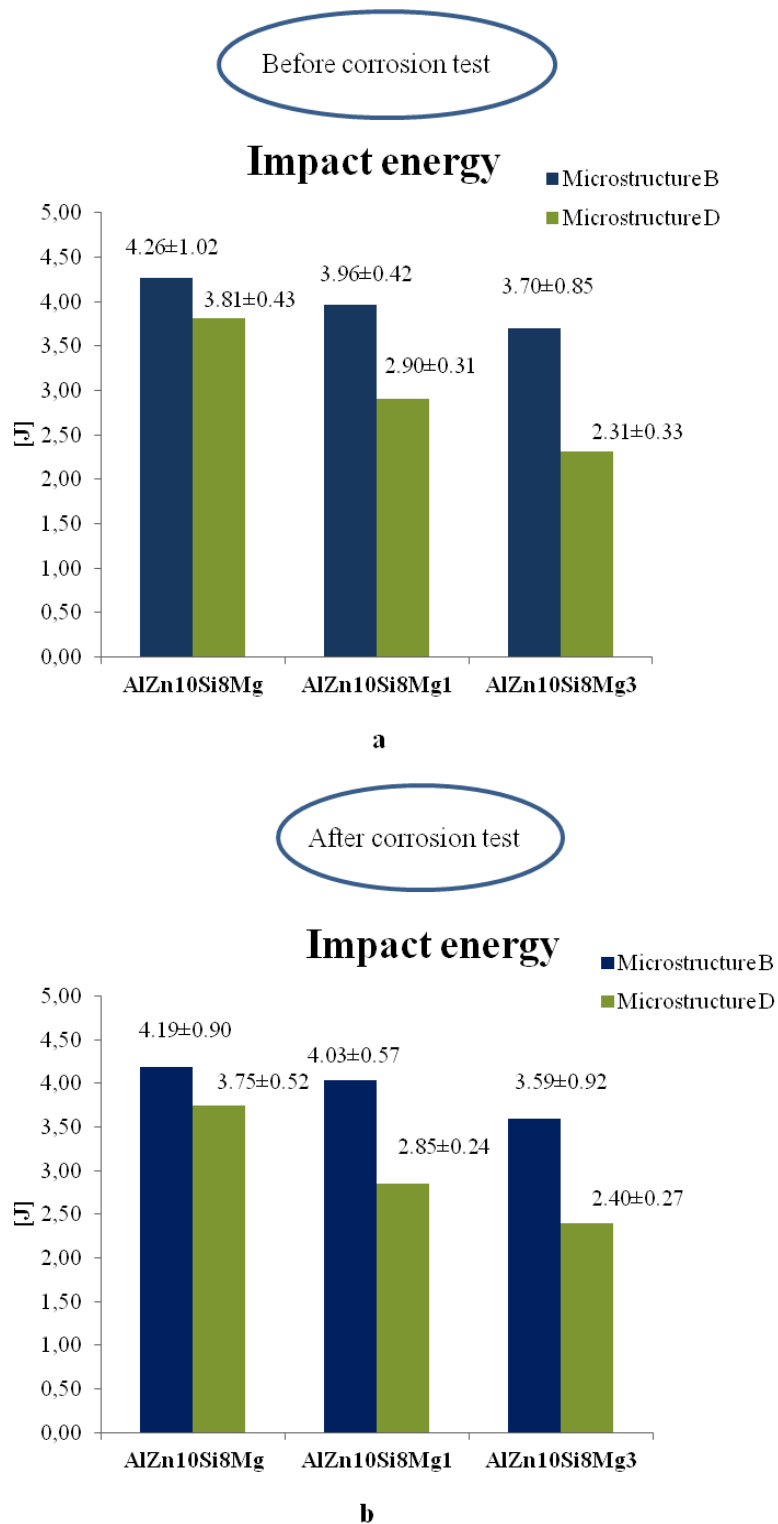 Before corrosion test
Impact energy
Microstructure B
Microstructure D
5,00
4,50
4,00
3,50
3,00
2,50
2,00
1,50
1,00
0,50
0,00
[J]
4.26±1.02
3.81±0.43
3.96±0.42
2.90±0.31
3.70±0.85
2.31±0.33
AlZn10Si8Mg AlZn10Si8Mg1 AlZn10Si8Mg3
a
After corrosion test
Impact energy
Microstructure B
Microstructure D
5,00
4,50
4,00
3,50
3,00
2,50
2,00
1,50
1,00
0,50
0,00
[J]
4.19±0.90
3.75±0.52
4.03±0.57
2.85±0.24
3.59±0.92
2.40±0.27
AlZn10Si8Mg AlZn10Si8Mg1 AlZn10Si8Mg3
b